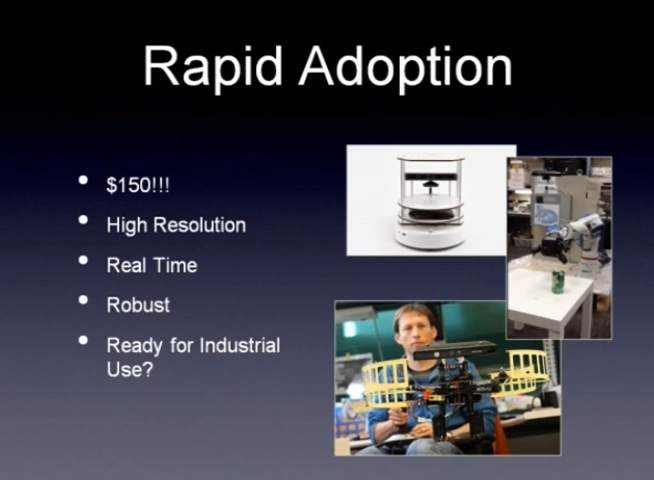 Rapid Adoption
$150!!!
High Resolution
Real Time
Robust
Ready for Industrial
Use?